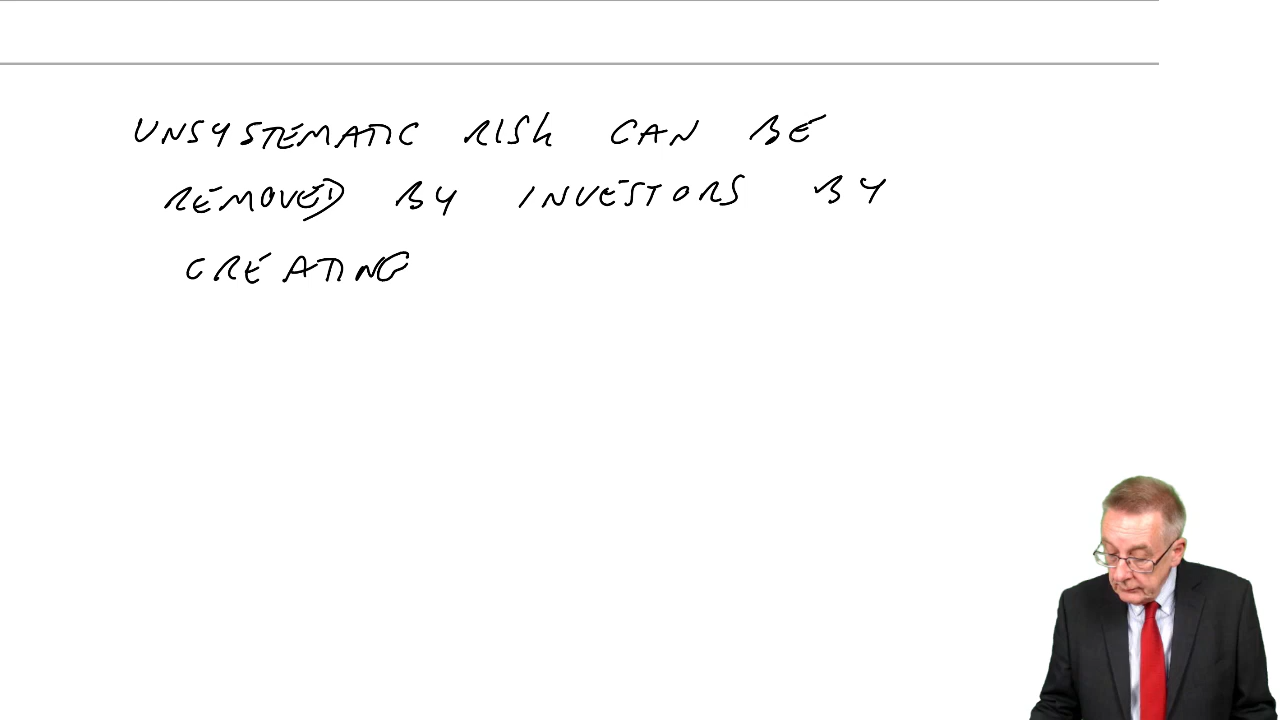 UNSYSTEMATIC RISK CAN BE
REMOVED BY INVESTORS BY
CREATING